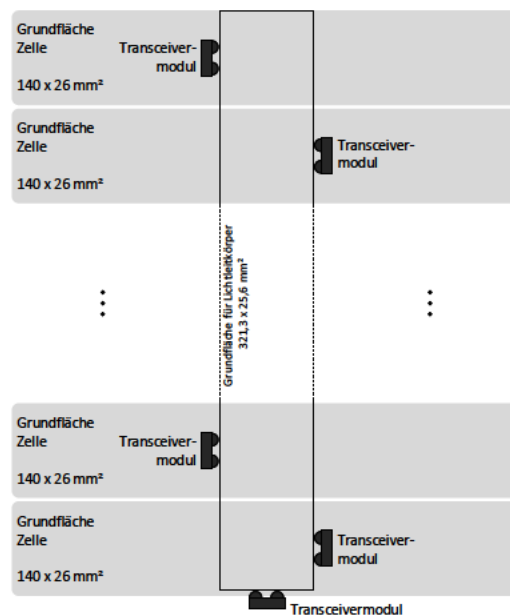 Grundfläche
Zelle
140 x 26 mm²
Transceiver-
modul
Grundfläche
Zelle
140 x 26 mm²
Transceiver-
modul
Grundfläche für Lichtleitkörper
321,3 x 25,6 mm²
Grundfläche
Zelle
140 x 26 mm²
Transceiver-
modul
Grundfläche
Zelle
140 x 26 mm²
Transceiver-
modul
Transceivermodul